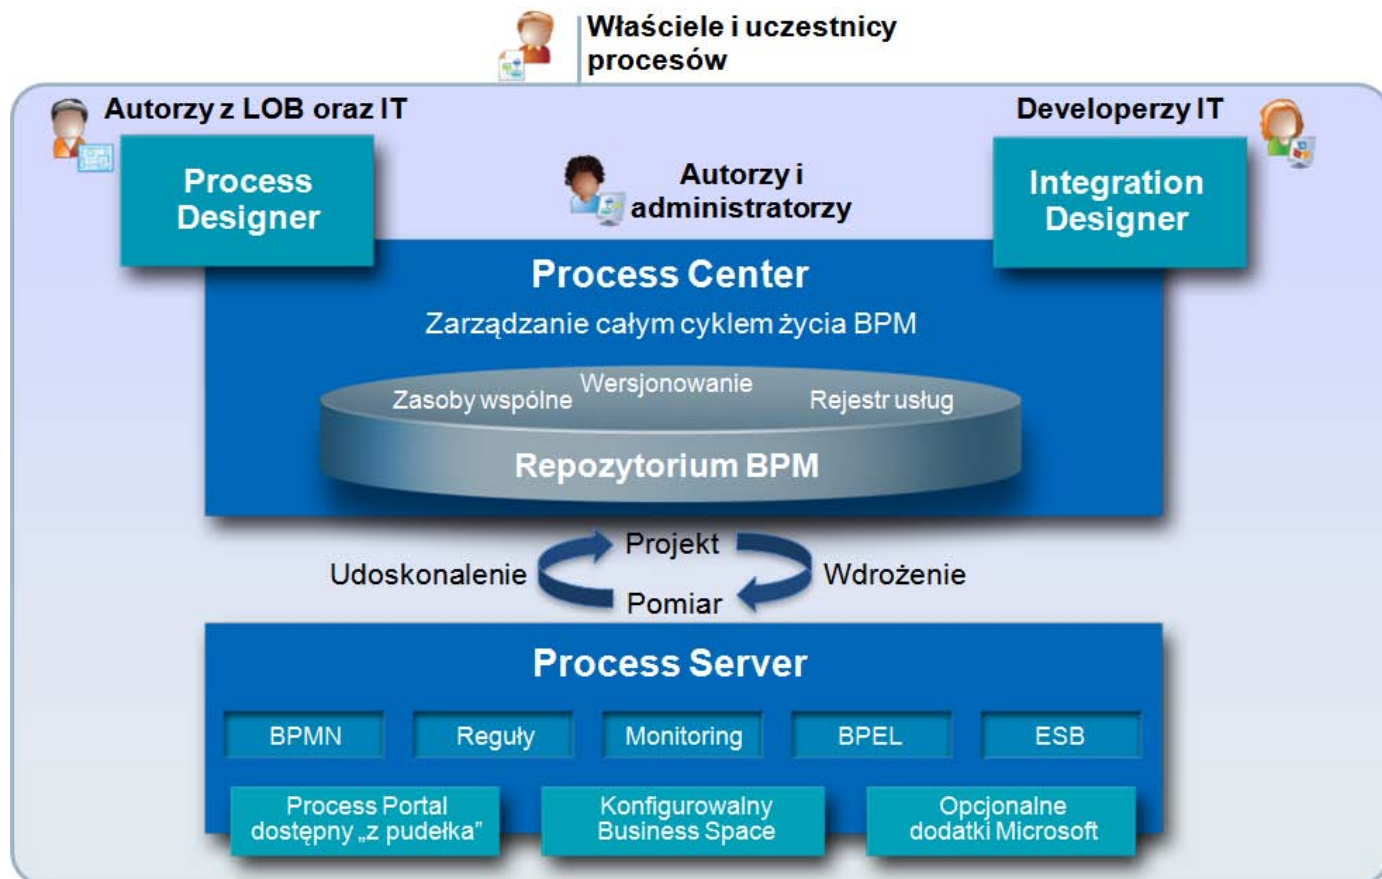 Właściele i uczestnicy
procesów
Autorzy z LOB oraz IT
Developerzy IT
Process
Designer
Autorzy i
administratorzy
Integration
Designer
Process Center
Zarządzanie całym cyklem życia BPM
Wersjonowanie
Zasoby wspólne
Rejestr usług
Repozytorium BPM
Projekt
Udoskonalenie
Wdrożenie
Pomiar
Process Server
BPMN
Reguły
Monitoring
BPEL
ESB
Process Portal
dostępny „z pudełka”
Konfigurowalny
Business Space
Opcjonalne
dodatki Microsoft